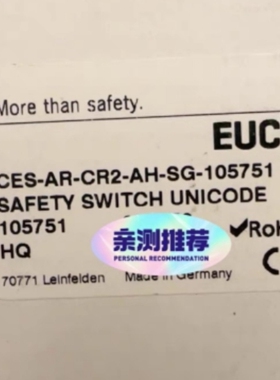 More than safety.
EUC
CES-AR-CR2-AH-SG-105751
SAFETY SWITCH UNICODE
105751
RoH
HQ
亲测推荐
PERSONAL RECOMMENDATION
70771 Leinfelden
Made in Germany